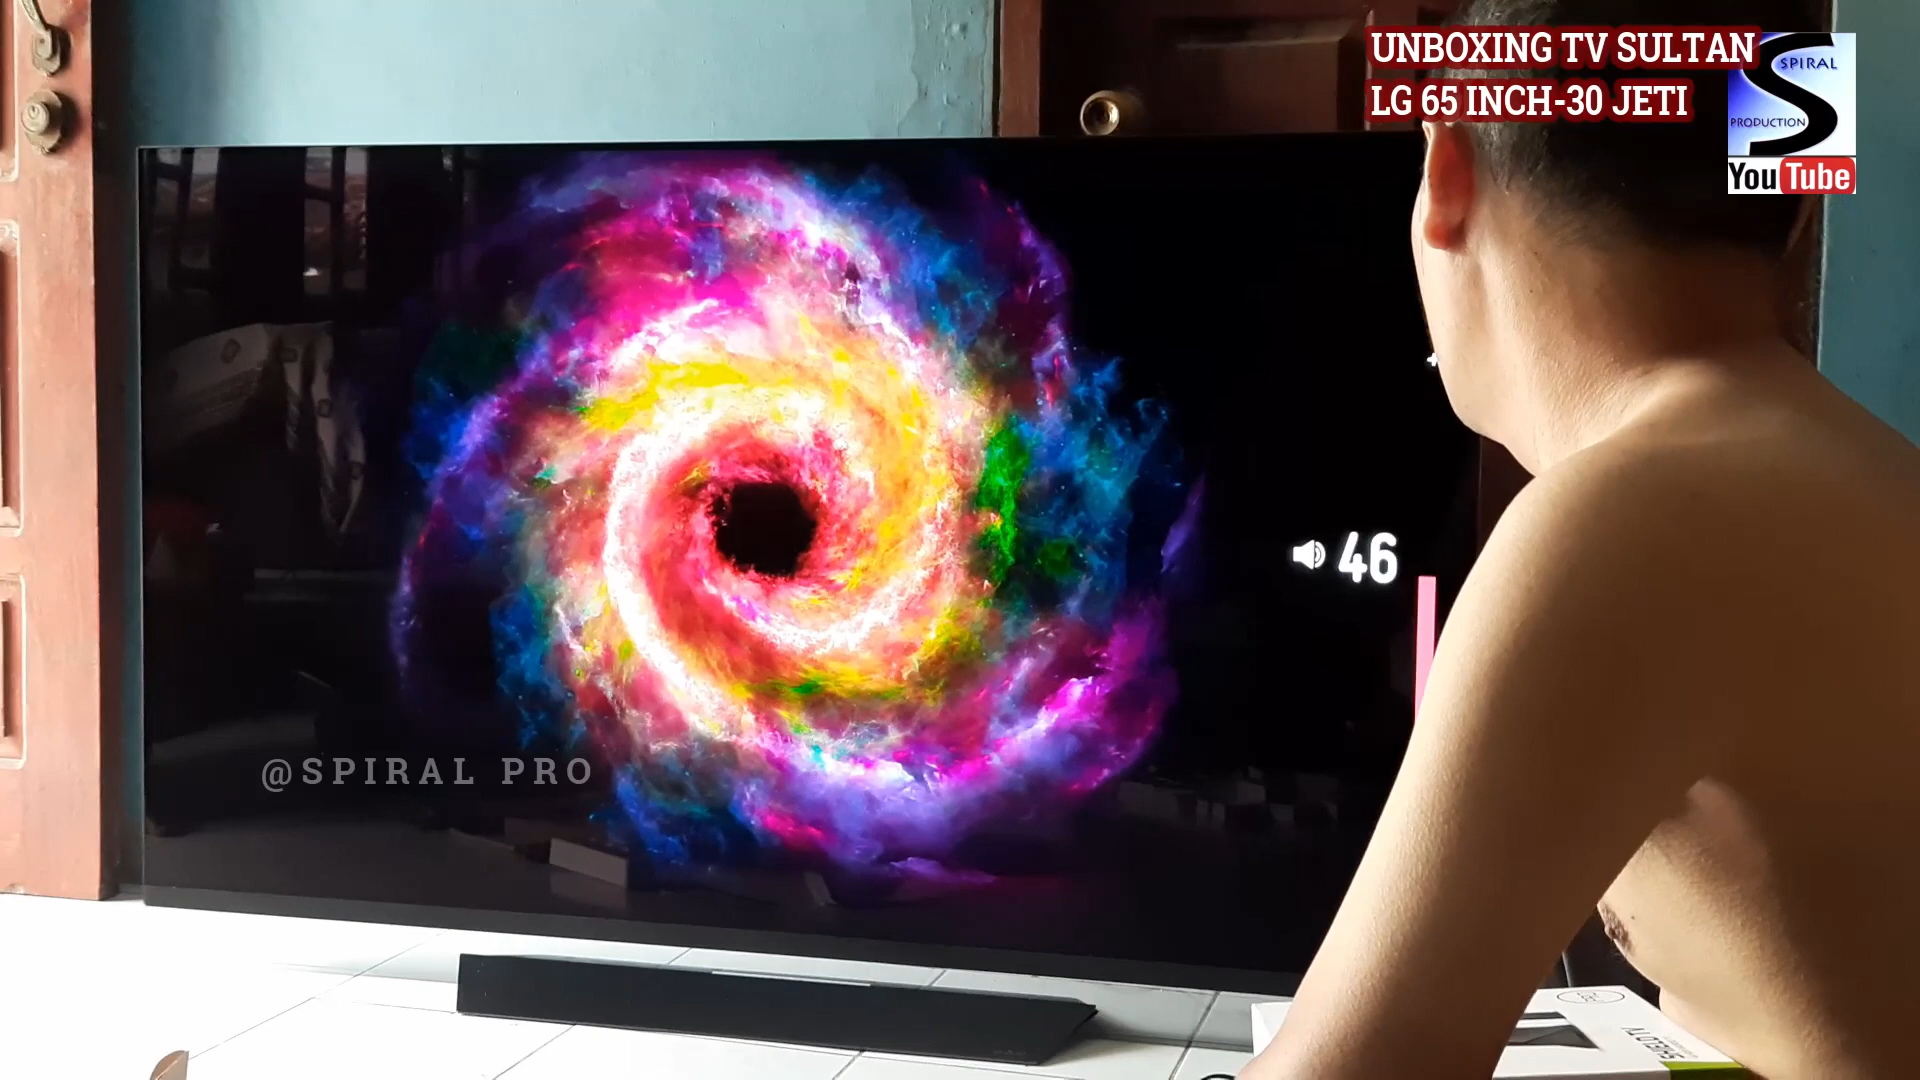 UNBOXING TV SULTAN
LG 65 INCH-30 JETI
SPIRAL
PRODUCTION
YouTube
46
@SPIRAL PRO